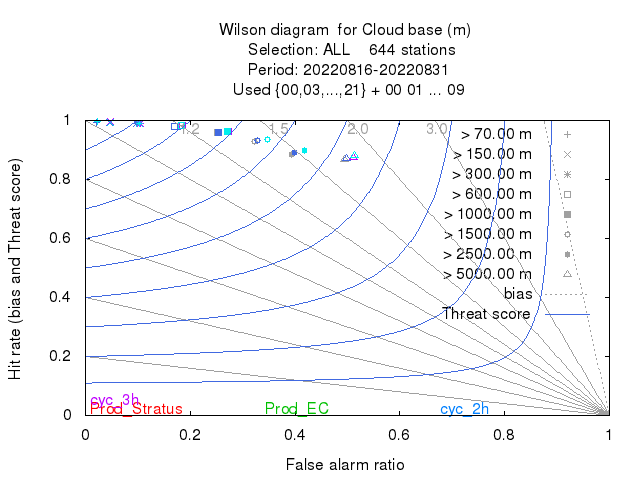 Wilson diagram  for Cloud base (m)
Selection: ALL    644 stations
Period: 20220816-20220831
Used {00,03,...,21} + 00 01 ... 09
Hit rate (bias and Threat score)
1
0.8
0.6
0.4
0.2
0
1.2
1.5
2.0
3.0
> 70.00 m
> 150.00 m
> 300.00 m
> 600.00 m
> 1000.00 m
> 1500.00 m
> 2500.00 m
> 5000.00 m
bias
Threat score
cyc_3h
Prod_Stratus
Prod_EC
cyc_2h
0
0.2
0.4
0.6
0.8
1
False alarm ratio